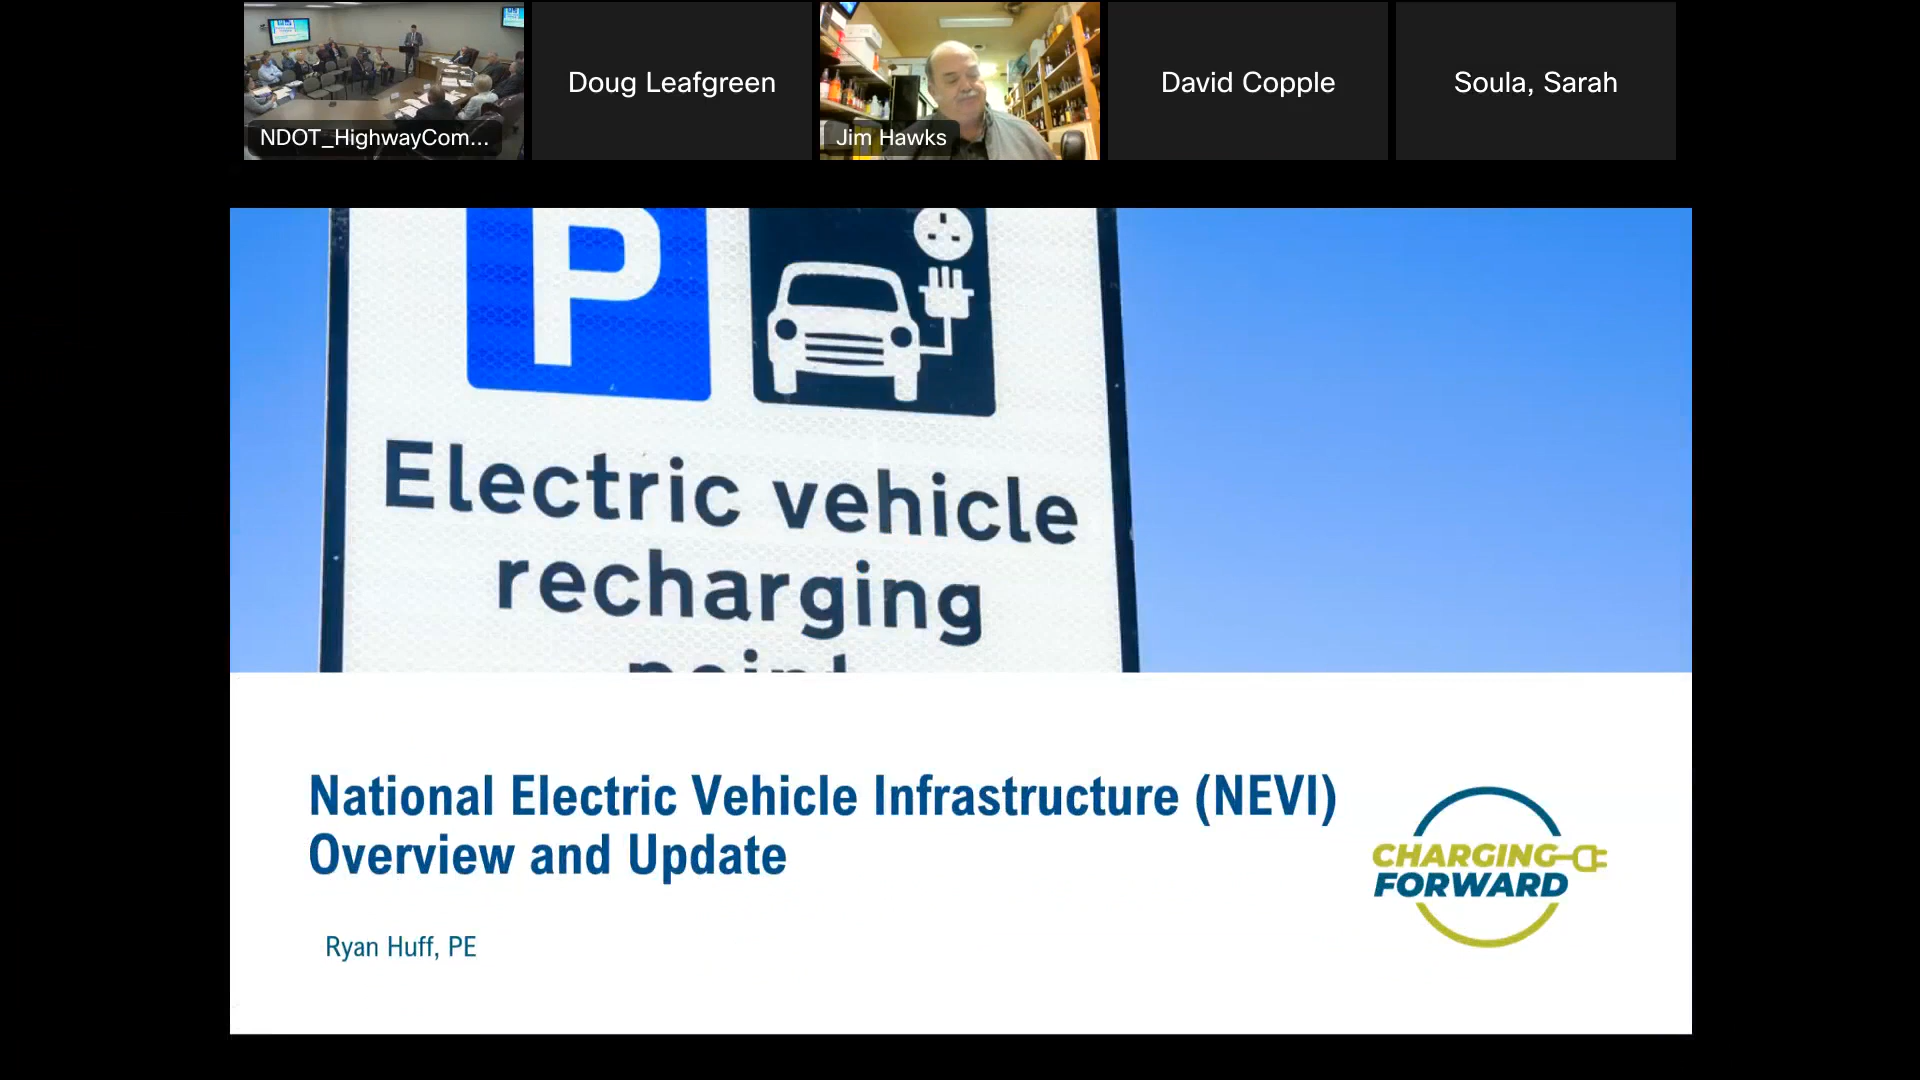 NDOT_HighwayCom...
Doug Leafgreen
Jim Hawks
David Copple
Soula, Sarah
P
Electric vehicle
recharging
point
National Electric Vehicle Infrastructure (NEVI)
Overview and Update
CHARGING
FORWARD
Ryan Huff, PE